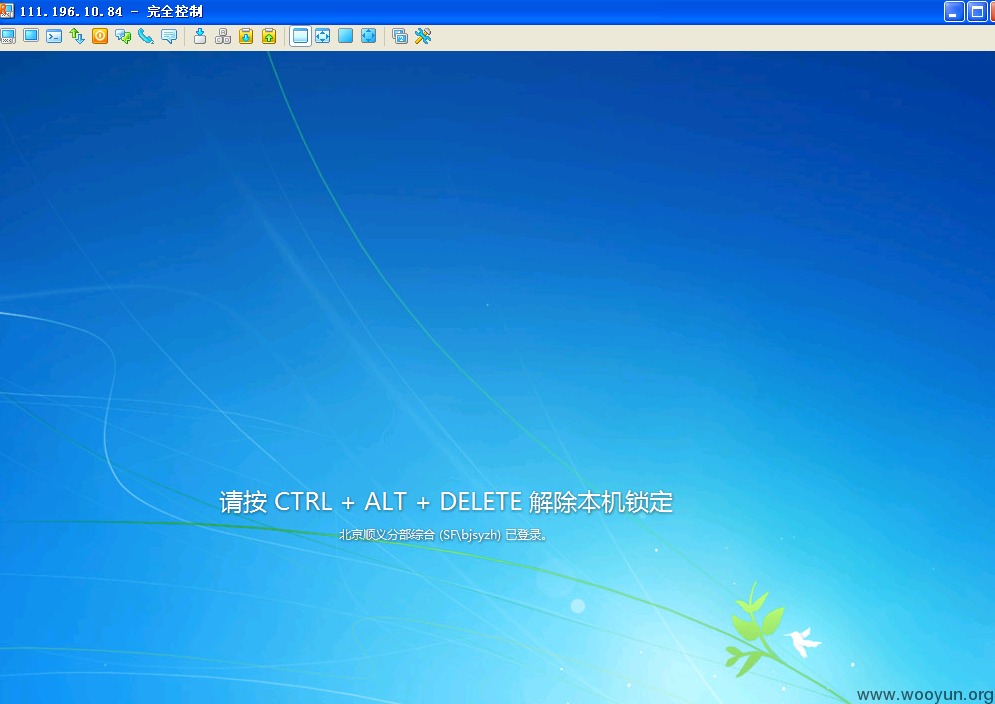 111.196.10.84 - 完全控制
请按 CTRL + ALT + DELETE 解除本机锁定
北京顺义分部综合 (SF\bjsyzh) 已登录。
www.wooyun.org